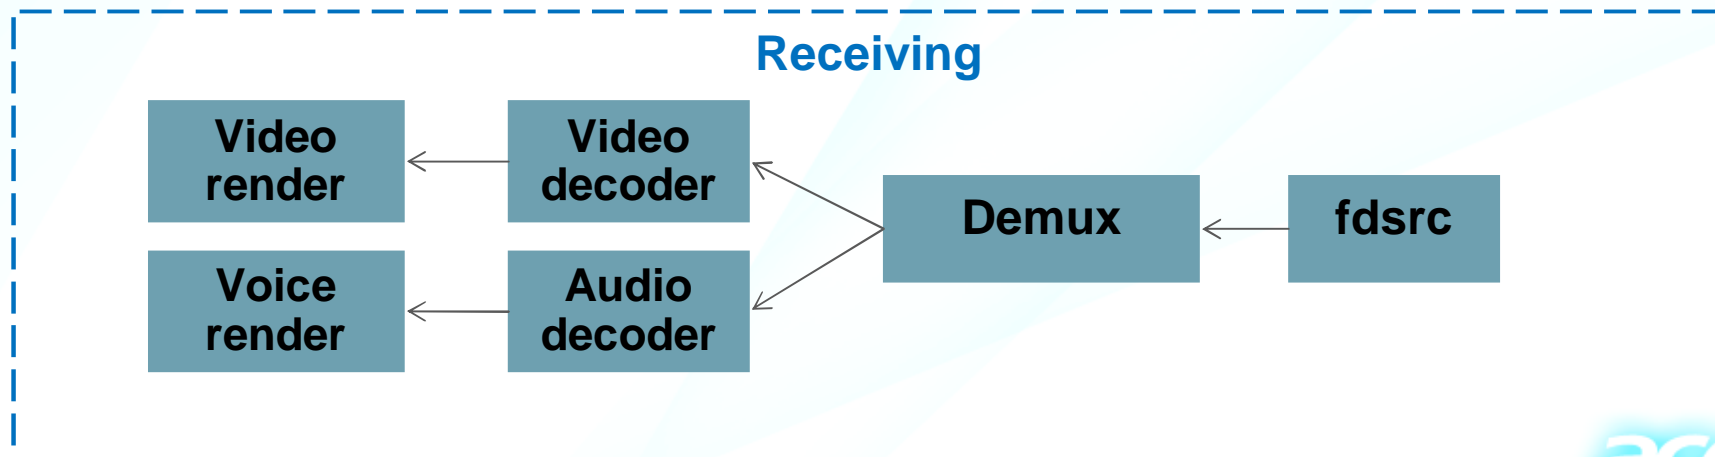 Receiving
Video
render
Video
decoder
Demux
fdsrc
Voice
render
Audio
decoder